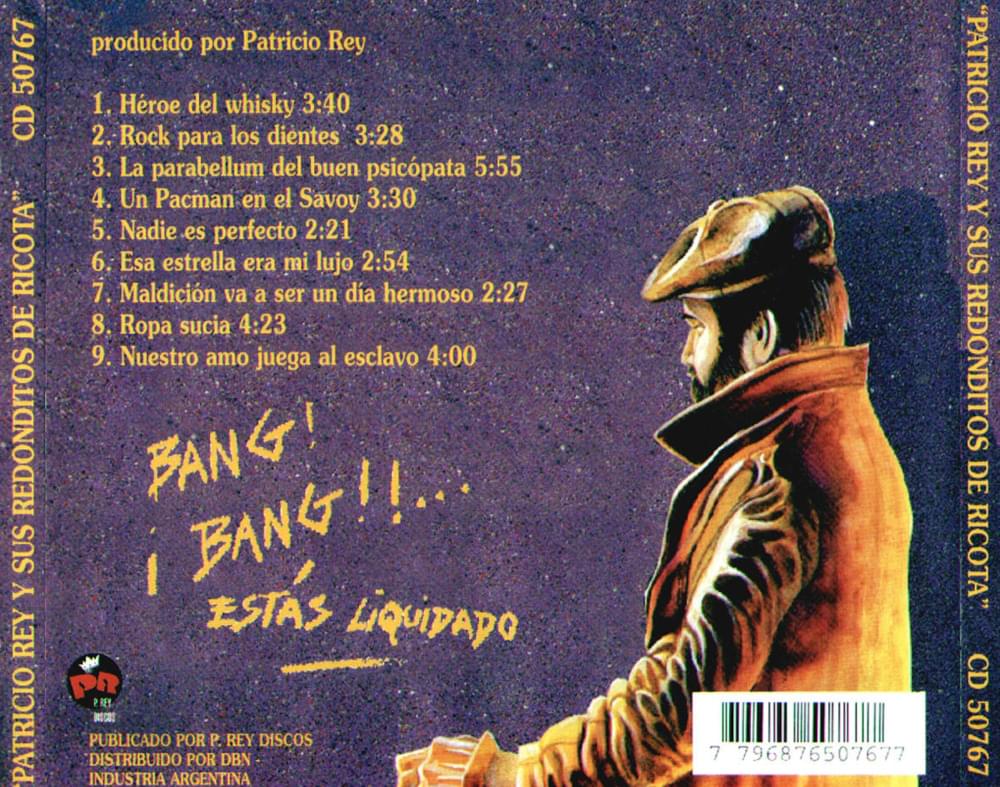 "PATRICIO REY Y SUS REDONDITOS DE RICOTA" CD 50767
producido por Patricio Rey
1. Héroe del whisky 3:40
2. Rock para los dientes 3:28
3. La parabellum del buen psicópata 5:55
4. Un Pacman en el Savoy 3:30
5. Nadie es perfecto 2:21
6. Esa estrella era mi lujo 2:54
7. Maldición va a ser un día hermoso 2:27
8. Ropa sucia 4:23
9. Nuestro amo juega al esclavo 4:00
BANG!
¡BANG!!...
ESTÁS LIQUIDADO
PR
P. REY
DISCOS
PUBLICADO POR P. REY DISCOS
DISTRIBUIDO POR DBN -
INDUSTRIA ARGENTINA
7 796876 507677
"PATRICIO REY Y SUS REDONDITOS DE RICOTA" CD 50767